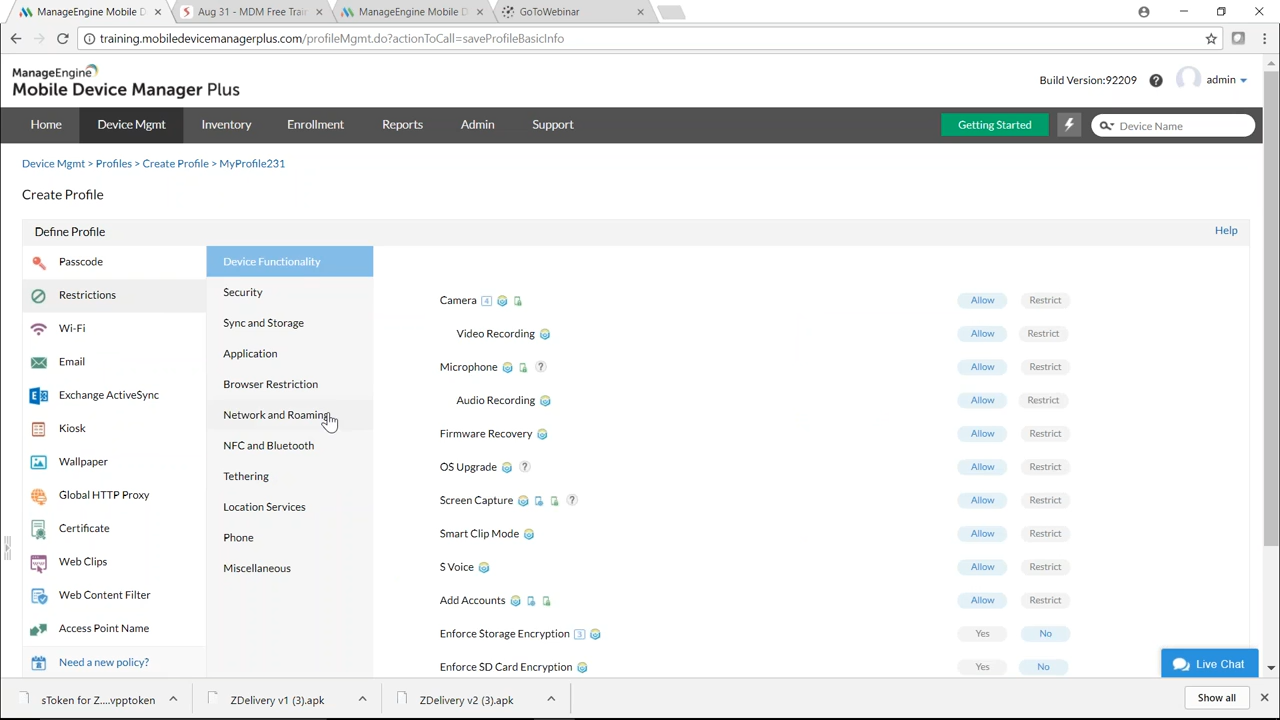 ManageEngine Mobile D
Aug 31 - MDM Free Train
ManageEngine Mobile D
GoToWebinar
training.mobiledevicemanagerplus.com/profileMgmt.do?actionToCall=saveProfileBasicInfo
ManageEngine
Mobile Device Manager Plus
Build Version:92209
?
admin
Home
Device Mgmt
Inventory
Enrollment
Reports
Admin
Support
Getting Started
Device Name
Device Mgmt > Profiles > Create Profile > MyProfile231
Create Profile
Define Profile
Help
Passcode
Restrictions
Wi-Fi
Email
Exchange ActiveSync
Kiosk
Wallpaper
Global HTTP Proxy
Certificate
Web Clips
Web Content Filter
Access Point Name
Need a new policy?
Device Functionality
Security
Sync and Storage
Application
Browser Restriction
Network and Roaming
NFC and Bluetooth
Tethering
Location Services
Phone
Miscellaneous
Camera 4 Allow Restrict
Video Recording Allow Restrict
Microphone ? Allow Restrict
Audio Recording Allow Restrict
Firmware Recovery Allow Restrict
OS Upgrade ? Allow Restrict
Screen Capture ? Allow Restrict
Smart Clip Mode Allow Restrict
S Voice Allow Restrict
Add Accounts Allow Restrict
Enforce Storage Encryption 3 Yes No
Enforce SD Card Encryption Yes No
Live Chat
sToken for Z....vpptoken
ZDelivery v1 (3).apk
ZDelivery v2 (3).apk
Show all